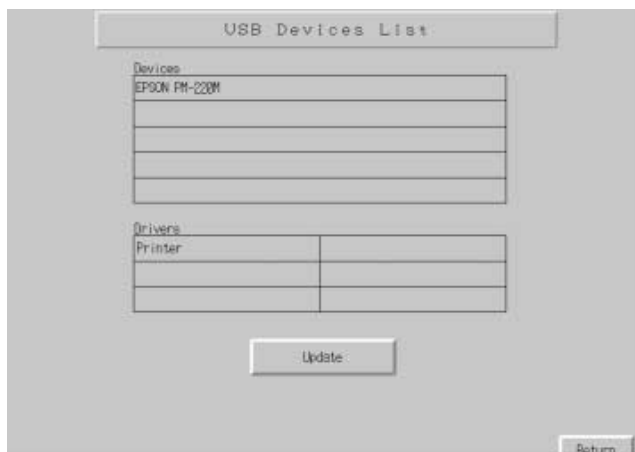 USB Devices List
Devices
EPSON PM-220M
Drivers
Printer
Update
Return